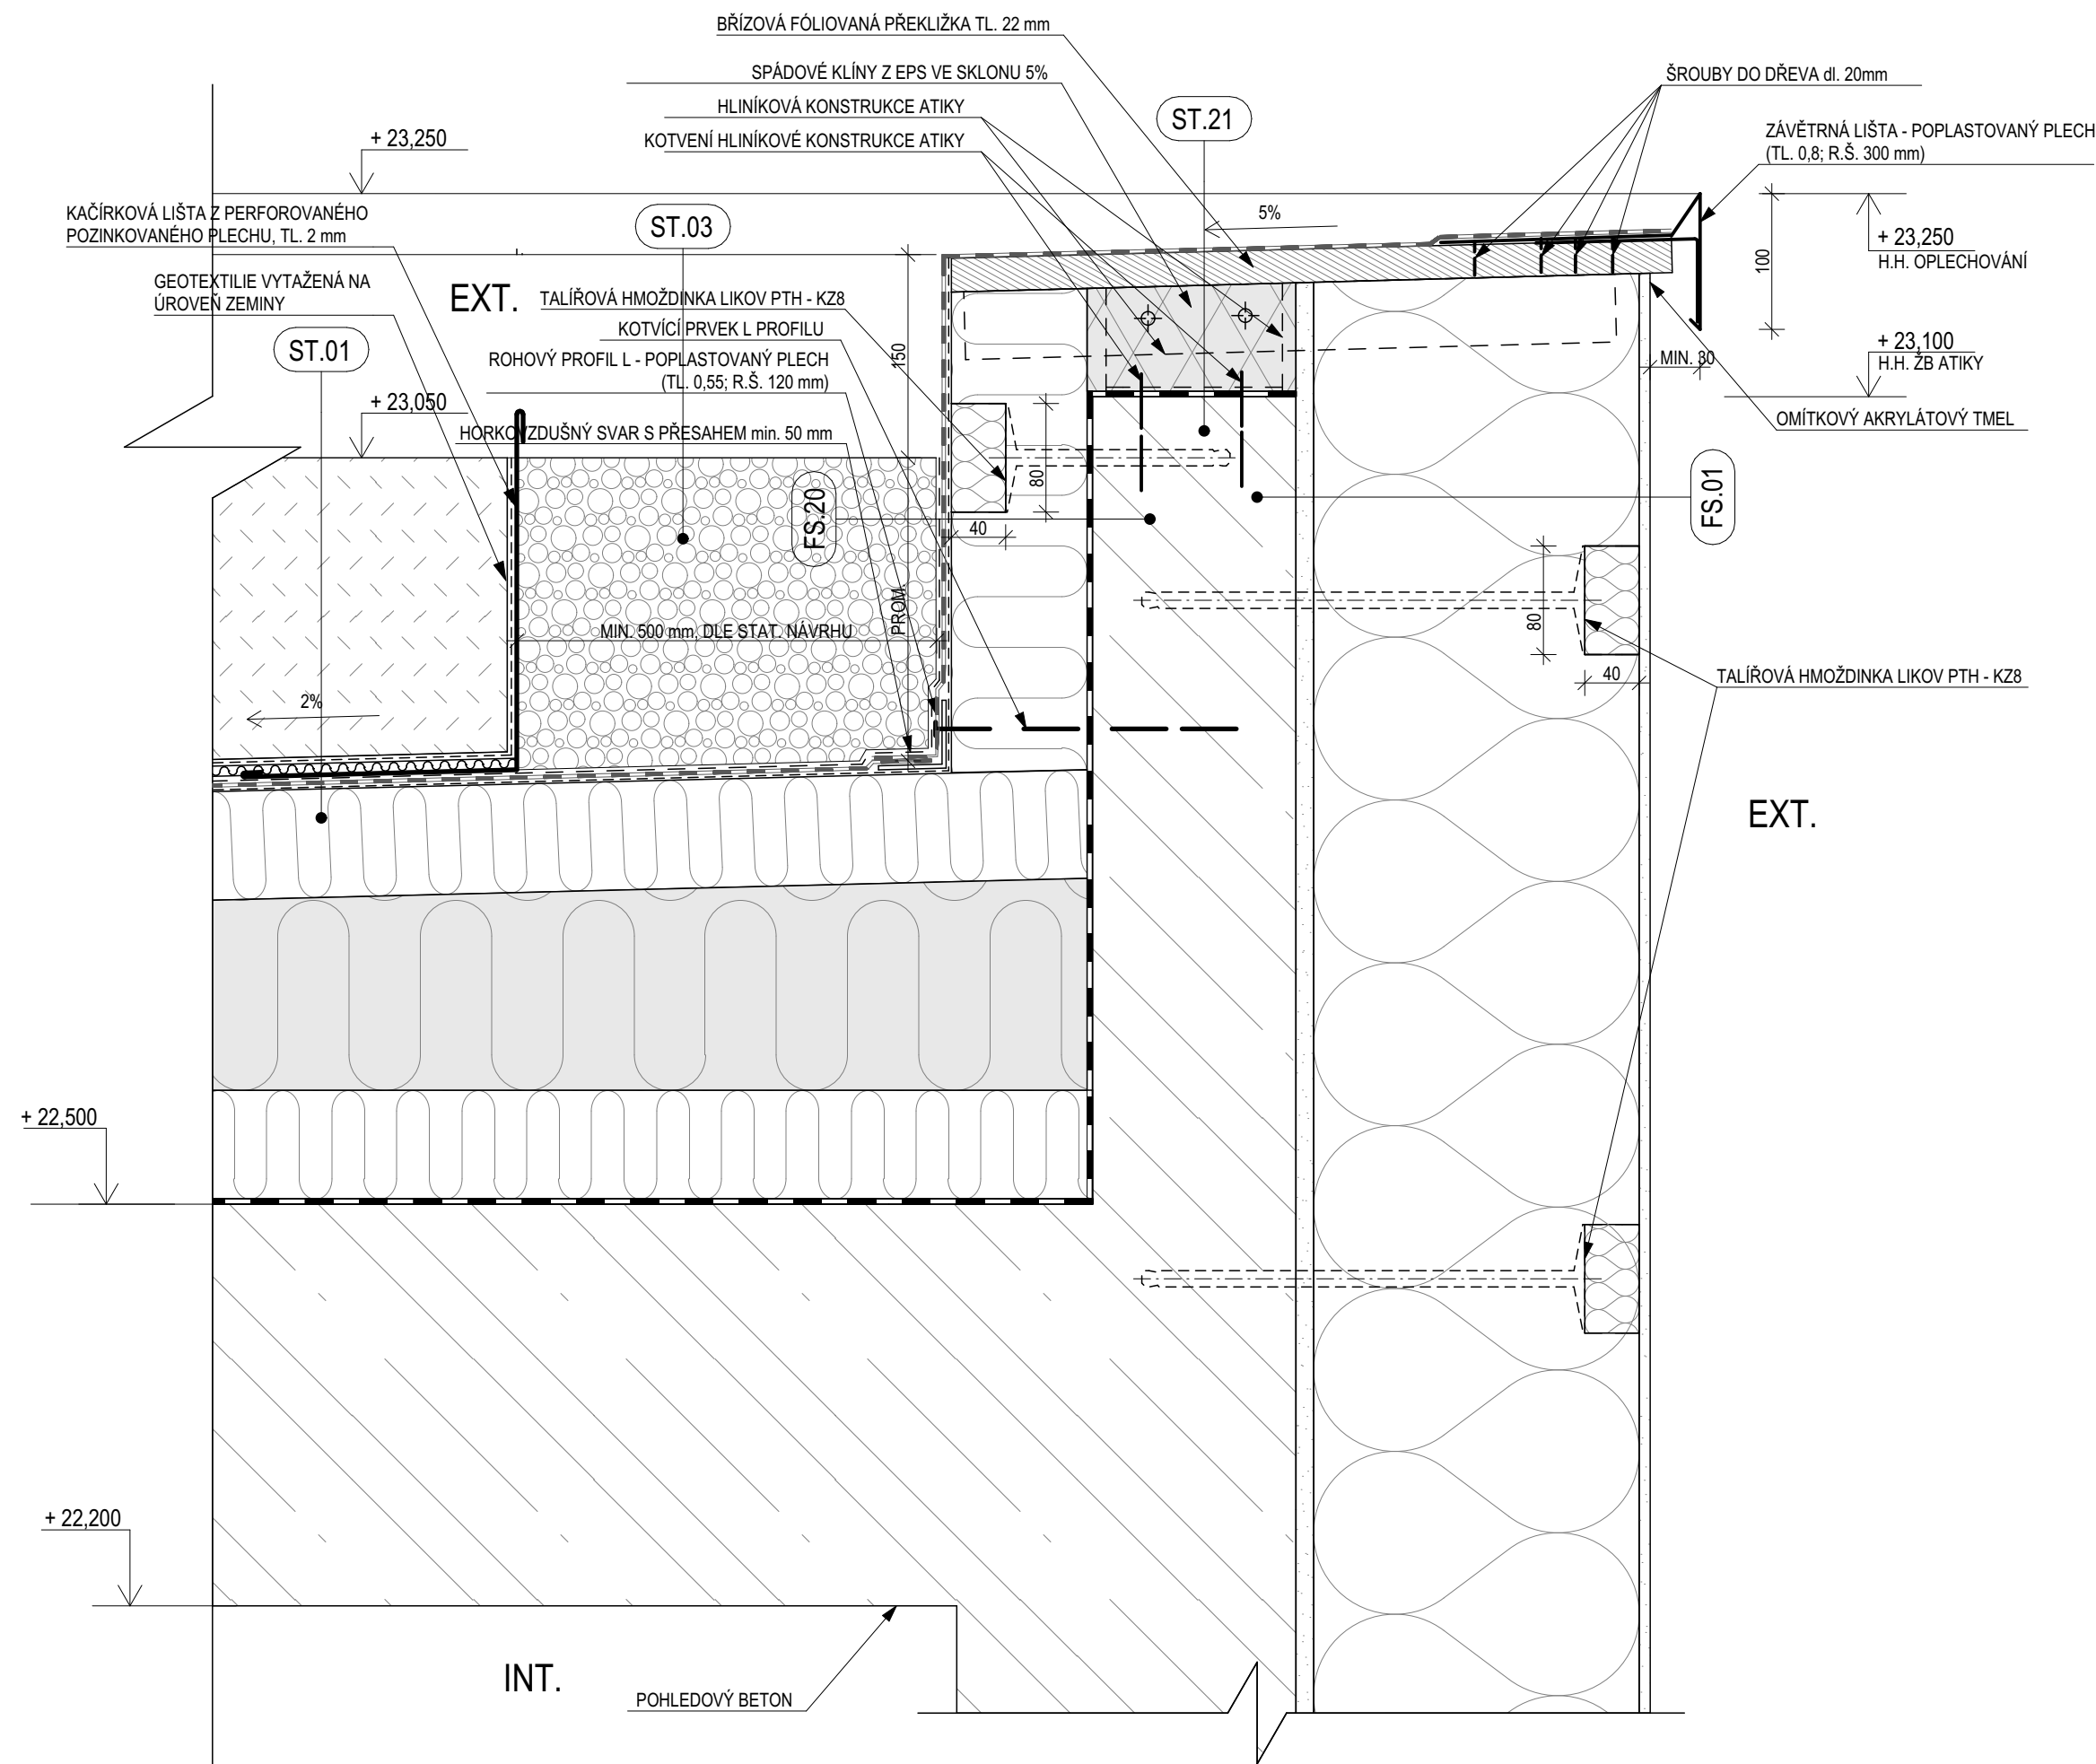 BŘÍZOVÁ FÓLIOVANÁ PŘEKLIŽKA TL. 22 mm
SPÁDOVÉ KLÍNY Z EPS VE SKLONU 5%
HLINÍKOVÁ KONSTRUKCE ATIKY
KOTVENÍ HLINÍKOVÉ KONSTRUKCE ATIKY
ST.21
ŠROUBY DO DŘEVA dl. 20mm
ZÁVĚTRNÁ LIŠTA - POPLASTOVANÝ PLECH
(TL. 0,8; R.Š. 300 mm)
+ 23,250
KAČÍRKOVÁ LIŠTA Z PERFOROVANÉHO
POZINKOVANÉHO PLECHU, TL. 2 mm
ST.03
5%
+ 23,250
H.H. OPLECHOVÁNÍ
100
GEOTEXTILIE VYTAŽENÁ NA
ÚROVEŇ ZEMINY
EXT.
TALÍŘOVÁ HMOŽDINKA LIKOV PTH - KZ8
KOTVÍCÍ PRVEK L PROFILU
ROHOVÝ PROFIL L - POPLASTOVANÝ PLECH
(TL. 0,55; R.Š. 120 mm)
ST.01
150
+ 23,100
H.H. ŽB ATIKY
MIN. 30
+ 23,050
HORKOVZDUŠNÝ SVAR S PŘESAHEM min. 50 mm
OMÍTKOVÝ AKRYLÁTOVÝ TMEL
80
FS.20
40
FS.01
PROM.
MIN. 500 mm, DLE STAT. NÁVRHU
80
40
TALÍŘOVÁ HMOŽDINKA LIKOV PTH - KZ8
2%
EXT.
+ 22,500
+ 22,200
INT.
POHLEDOVÝ BETON